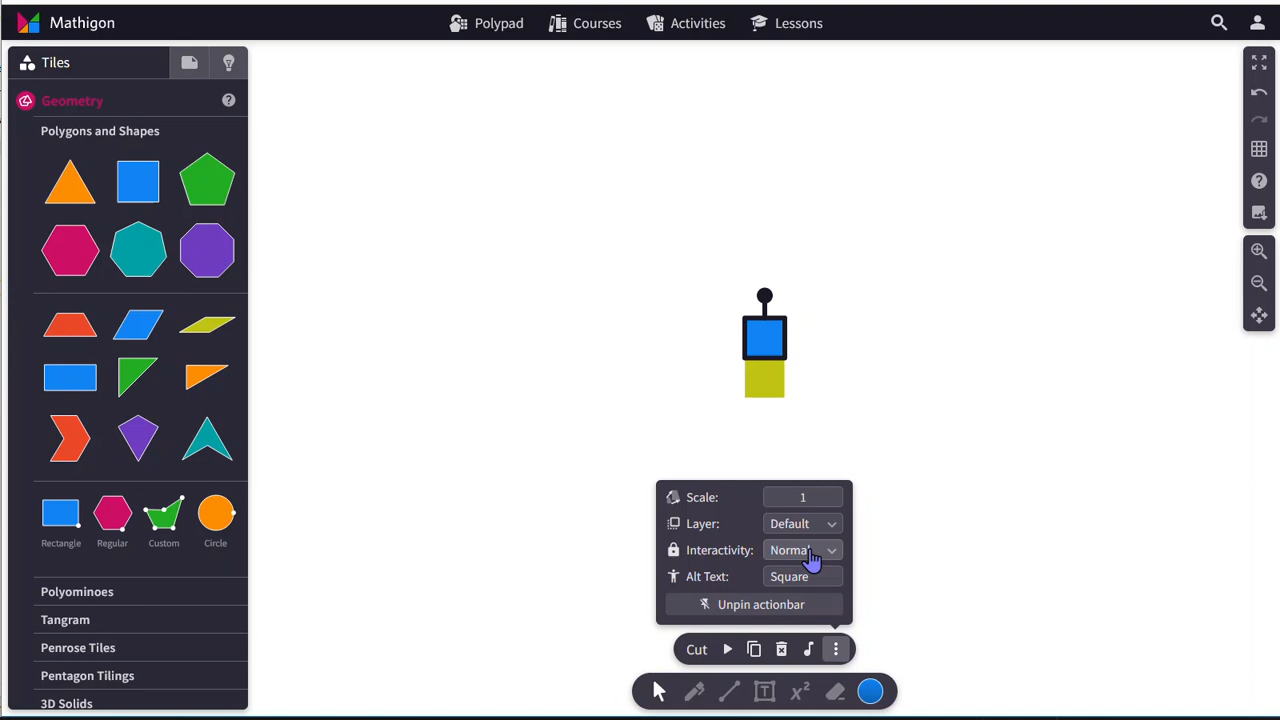 Mathigon
Polypad
Courses
Activities
Lessons
Tiles
Geometry
Polygons and Shapes
Rectangle
Regular
Custom
Circle
Polyominoes
Tangram
Penrose Tiles
Pentagon Tilings
3D Solids
Scale: 1
Layer: Default
Interactivity: Normal
Alt Text: Square
Unpin actionbar
Cut
T
x²